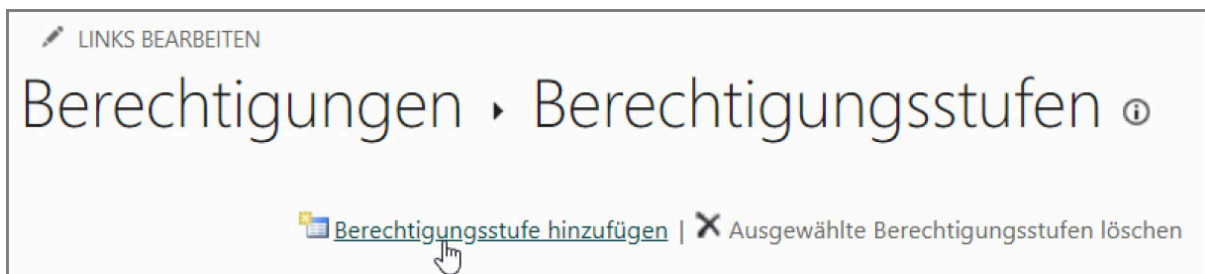 LINKS BEARBEITEN
Berechtigungen ▸ Berechtigungsstufen
Berechtigungsstufe hinzufügen | Ausgewählte Berechtigungsstufen löschen